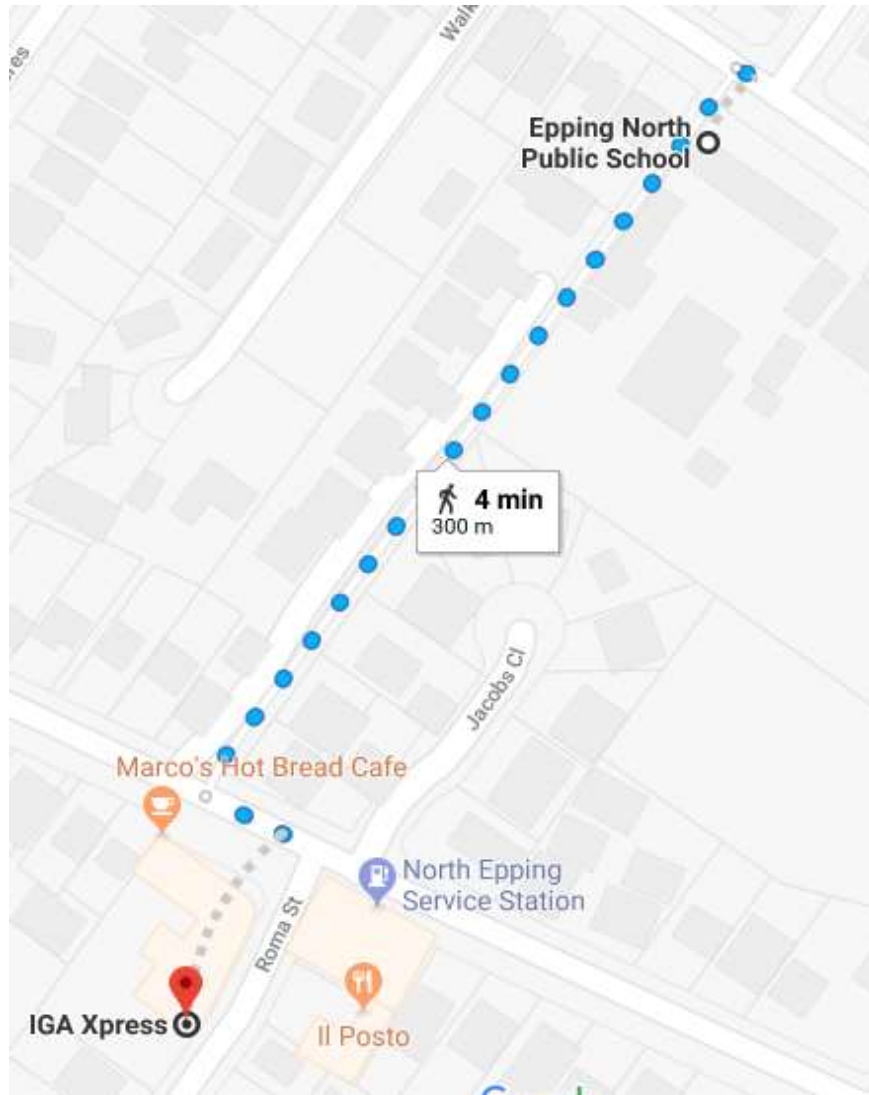 Epping North
Public School
4 min
300 m
Jacobs Cl
Marco's Hot Bread Cafe
North Epping
Service Station
Roma St
IGA Xpress
Il Posto